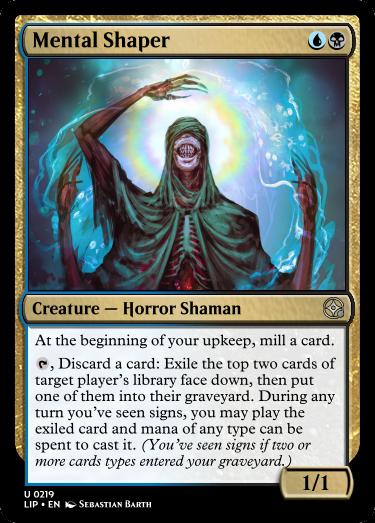 Mental Shaper
Creature — Horror Shaman
At the beginning of your upkeep, mill a card.
, Discard a card: Exile the top two cards of
target player's library face down, then put
one of them into their graveyard. During any
turn you've seen signs, you may play the
exiled card and mana of any type can be
spent to cast it. (You've seen signs if two or
more cards types entered your graveyard.)
1/1
U 0219
LIP • EN Sebastian Barth